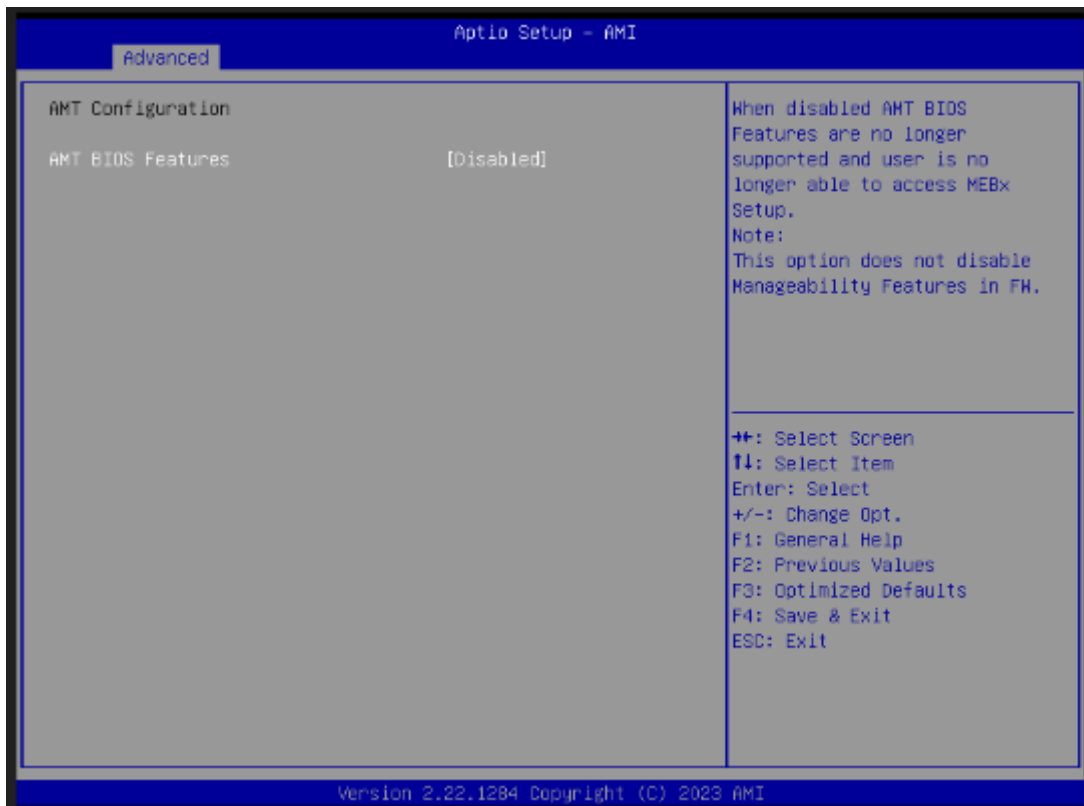 Aptio Setup – AMI
Advanced
AMT Configuration
AMT BIOS Features [Disabled]
When disabled AMT BIOS
Features are no longer
supported and user is no
longer able to access MEBx
Setup.
Note:
This option does not disable
Manageability Features in FW.
→←: Select Screen
↑↓: Select Item
Enter: Select
+/-: Change Opt.
F1: General Help
F2: Previous Values
F3: Optimized Defaults
F4: Save & Exit
ESC: Exit
Version 2.22.1284 Copyright (C) 2023 AMI